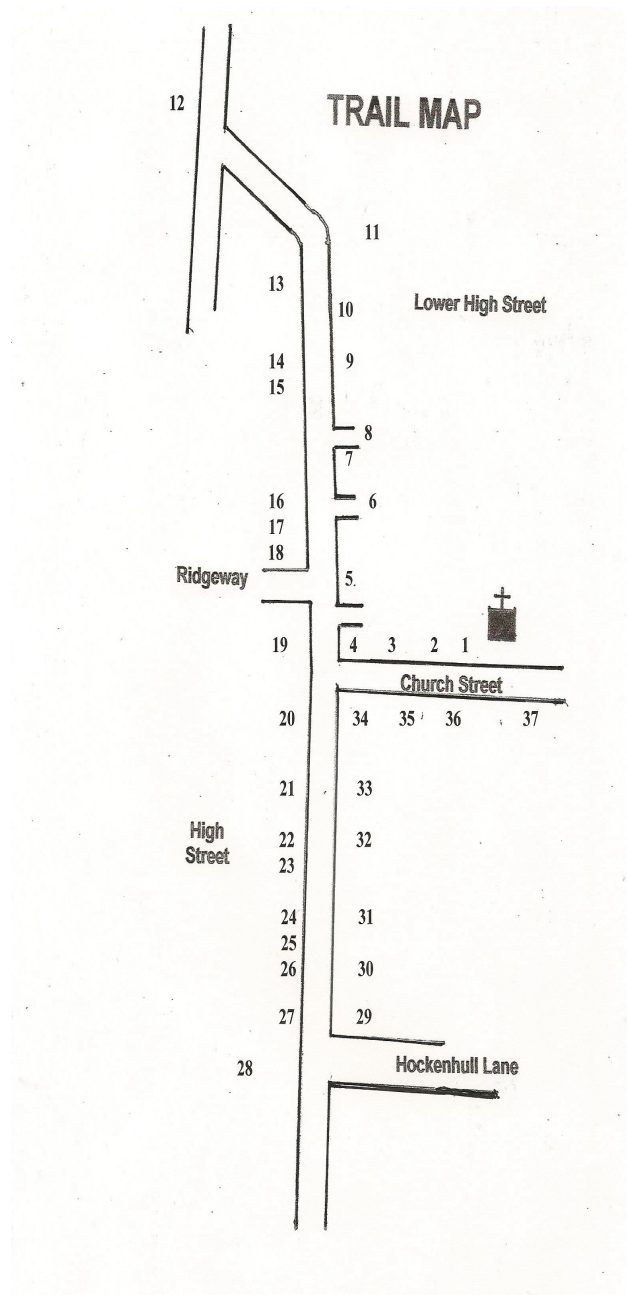 TRAIL MAP
12
11
13
10
Lower High Street
14 9
15
8
7
16 6
17
18
Ridgeway 5
19 4 3 2 1
Church Street
20 34 35 36 37
21 33
High
Street
22 32
23
24 31
25
26 30
27 29
28
Hockenhull Lane